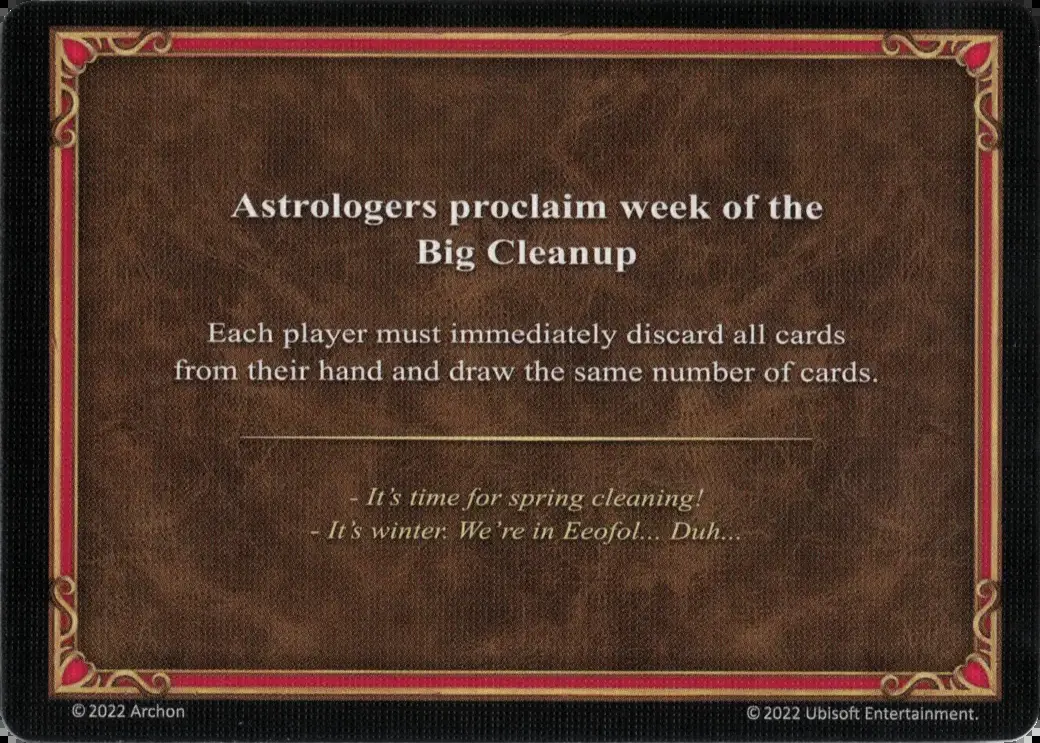 Astrologers proclaim week of the
Big Cleanup
Each player must immediately discard all cards
from their hand and draw the same number of cards.
- It's time for spring cleaning!
- It's winter. We're in Eeofol... Duh...
© 2022 Archon
© 2022 Ubisoft Entertainment.